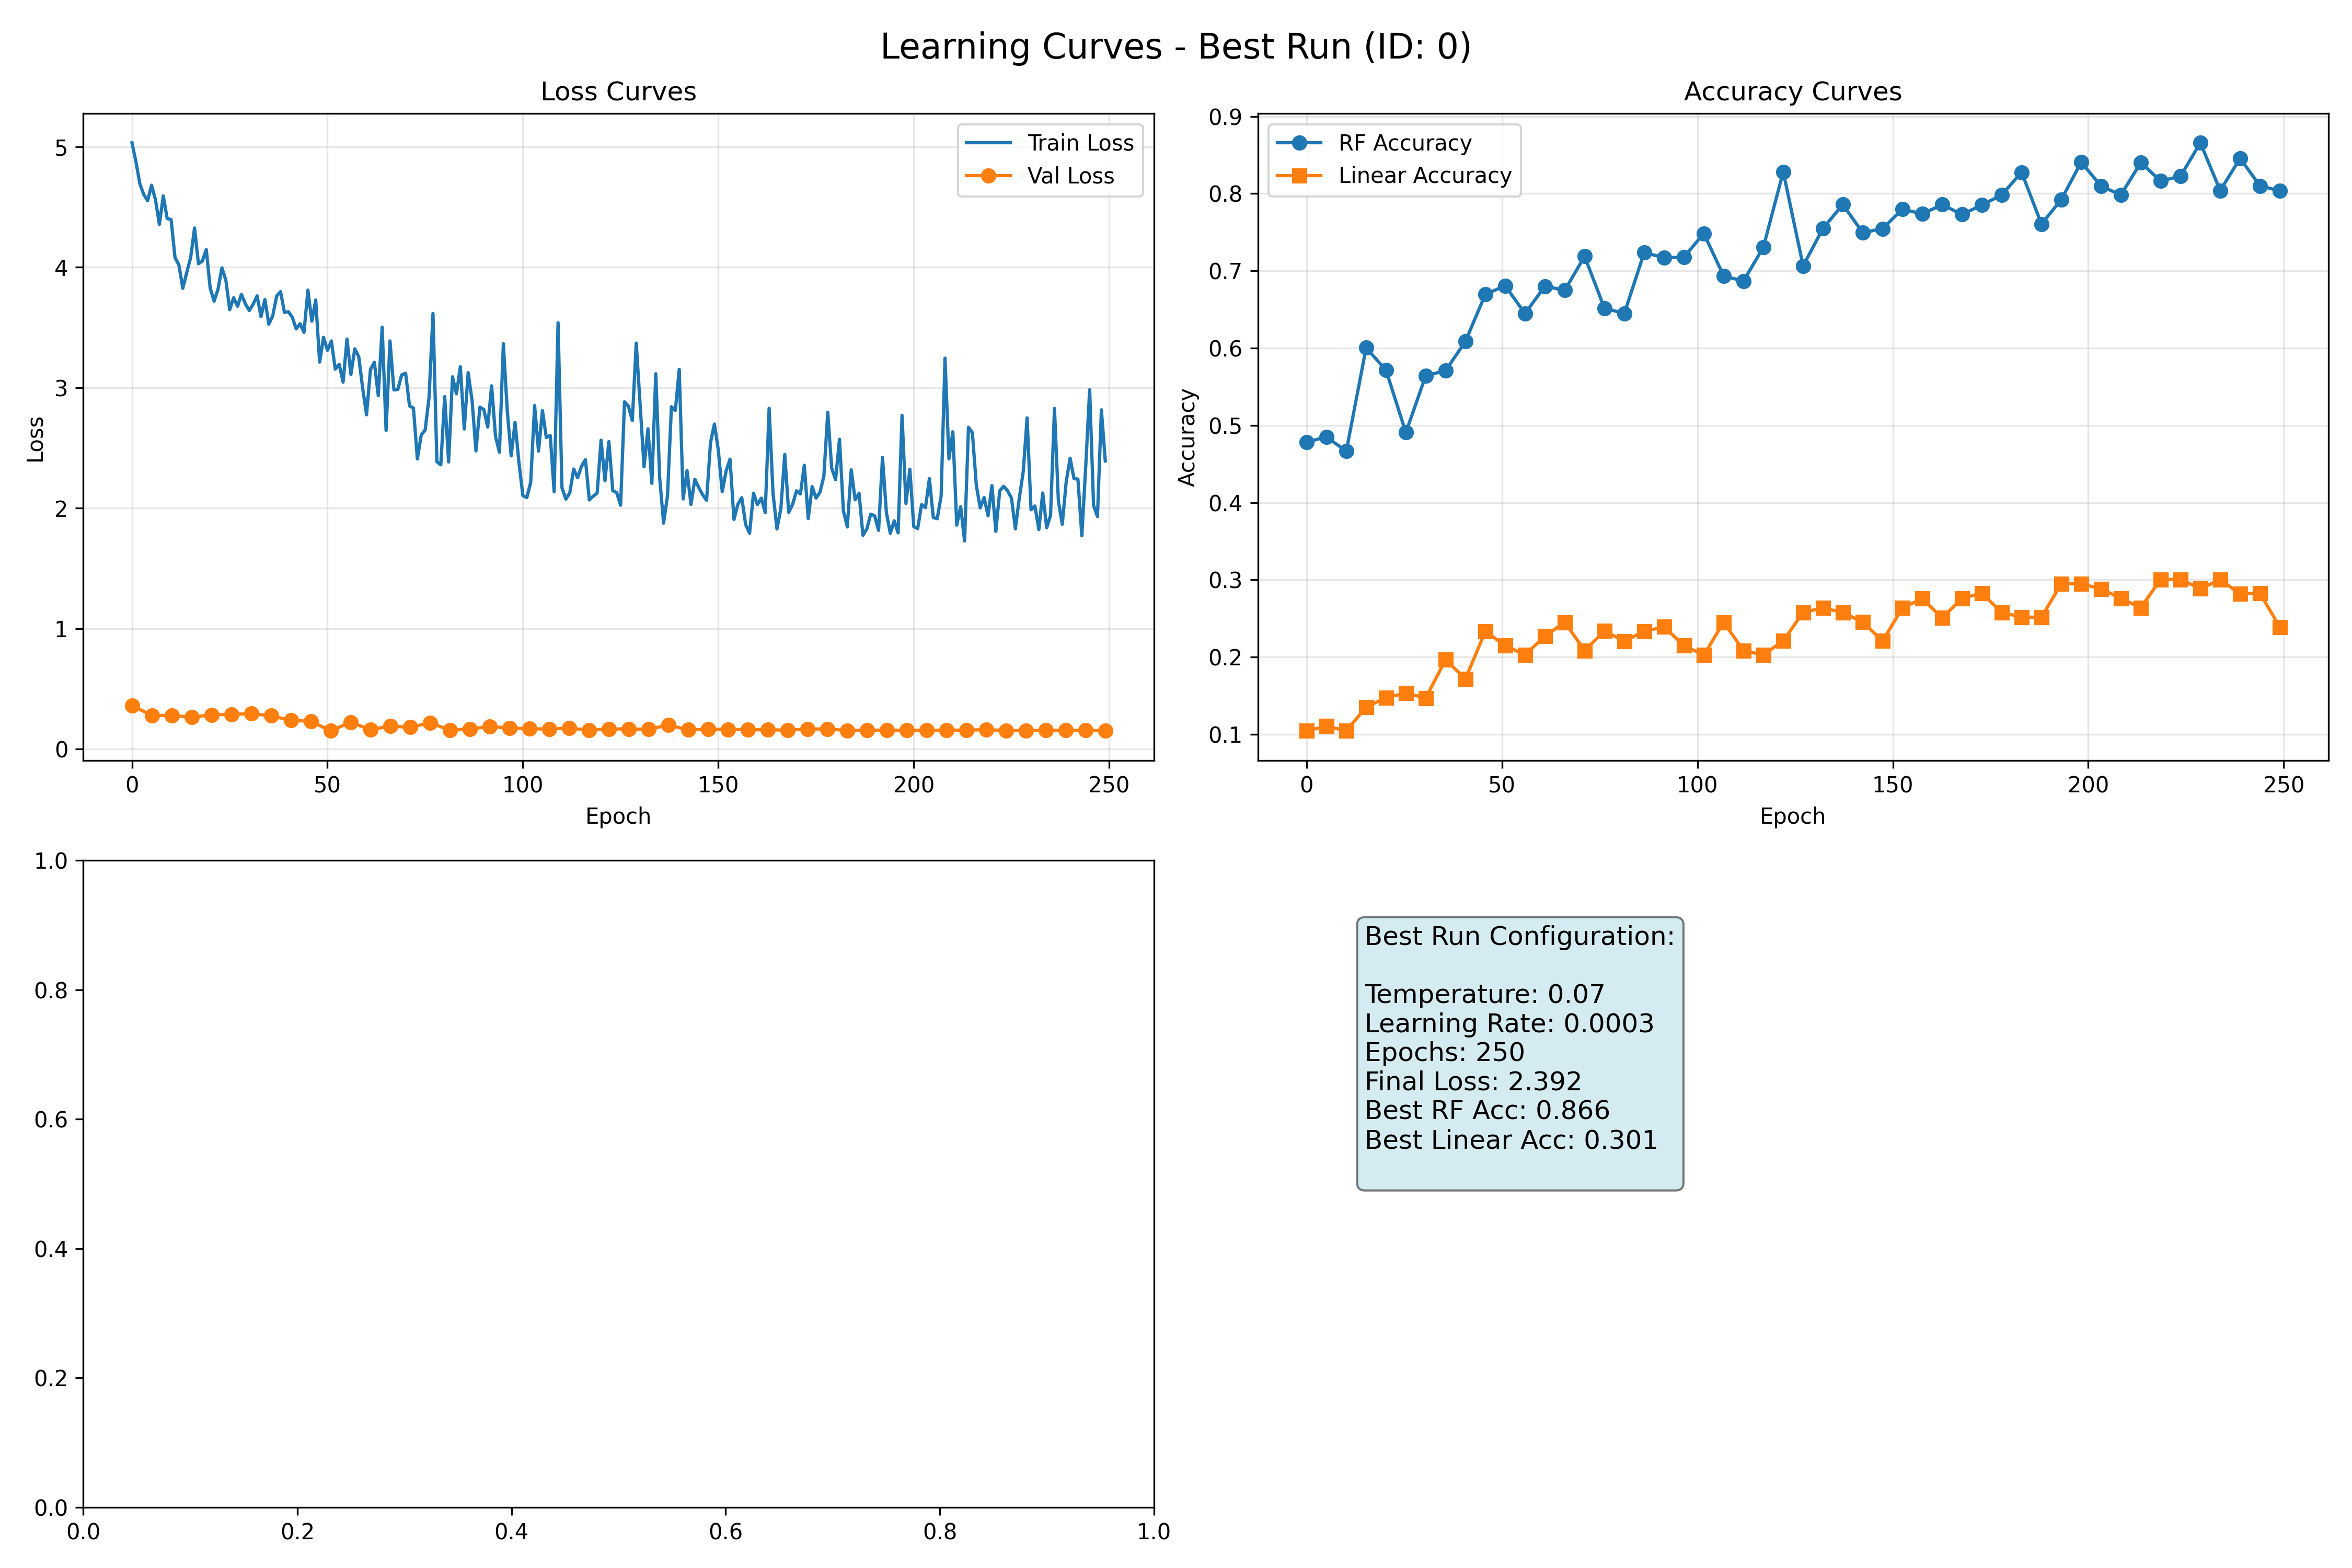 Learning Curves - Best Run (ID: 0)
Loss Curves
Train Loss
Val Loss
5
4
3
2
1
0
Loss
0 50 100 150 200 250
Epoch
Accuracy Curves
RF Accuracy
Linear Accuracy
0.9
0.8
0.7
0.6
0.5
0.4
0.3
0.2
0.1
Accuracy
0 50 100 150 200 250
Epoch
1.0
0.8
0.6
0.4
0.2
0.0
0.0 0.2 0.4 0.6 0.8 1.0
Best Run Configuration:
Temperature: 0.07
Learning Rate: 0.0003
Epochs: 250
Final Loss: 2.392
Best RF Acc: 0.866
Best Linear Acc: 0.301